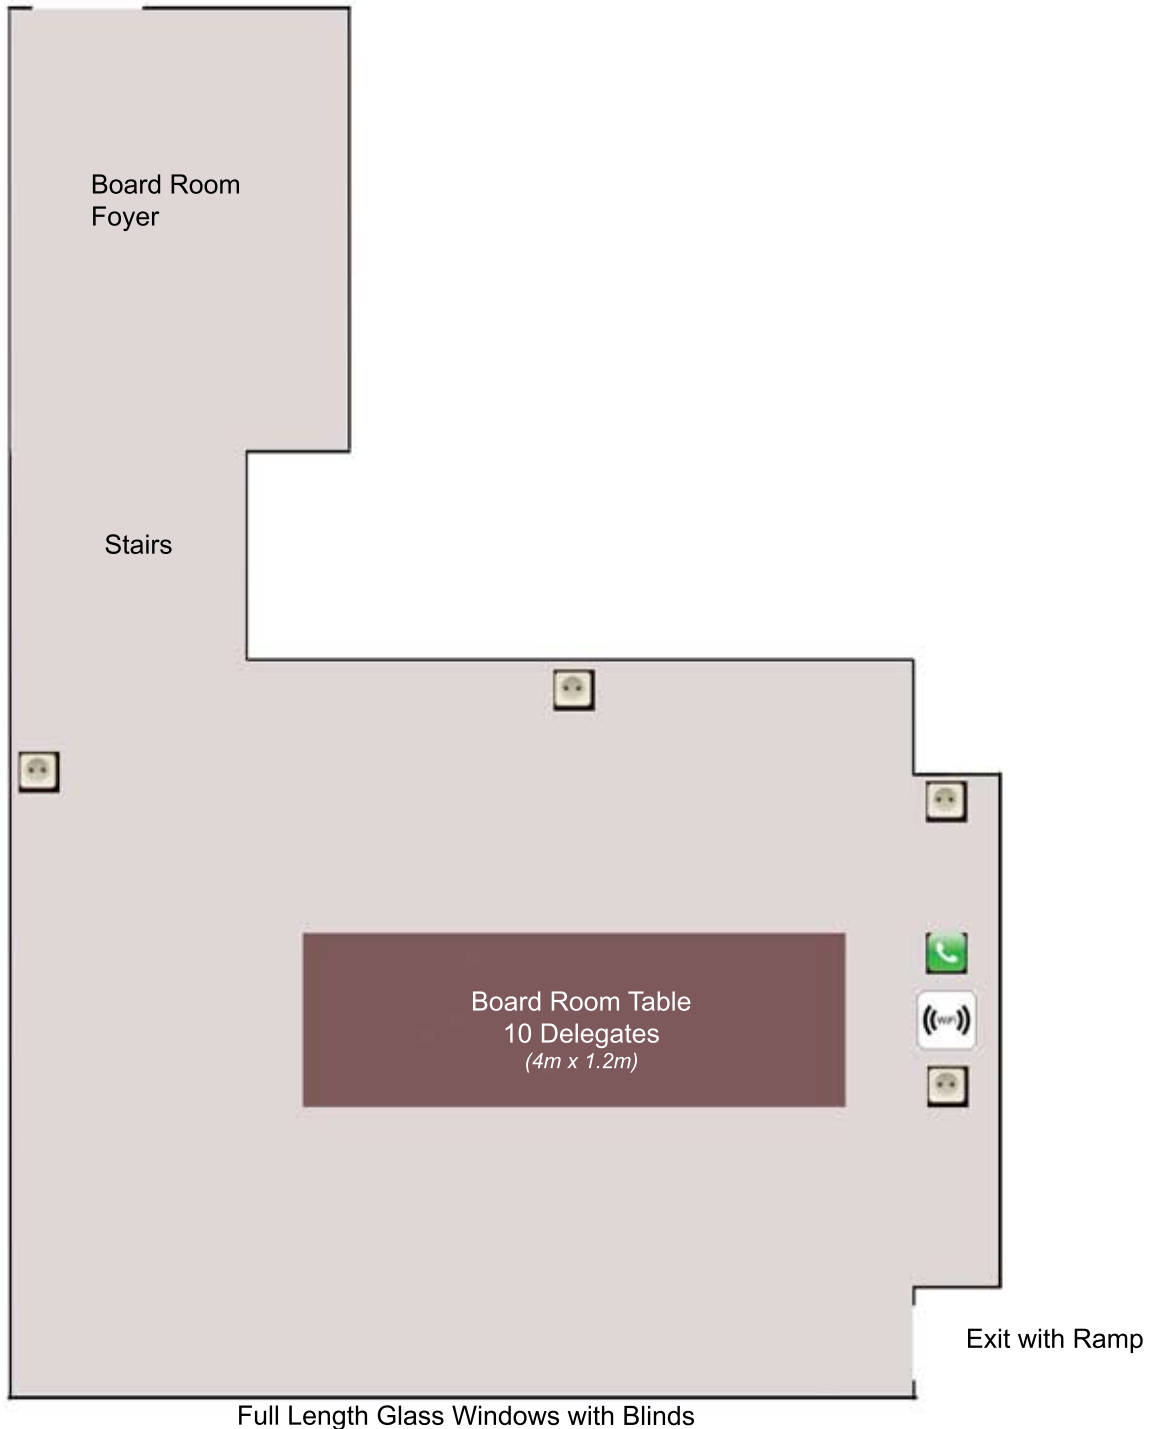 Board Room
Foyer
Stairs
Board Room Table
10 Delegates
(4m x 1.2m)
WiFi
Exit with Ramp
Full Length Glass Windows with Blinds